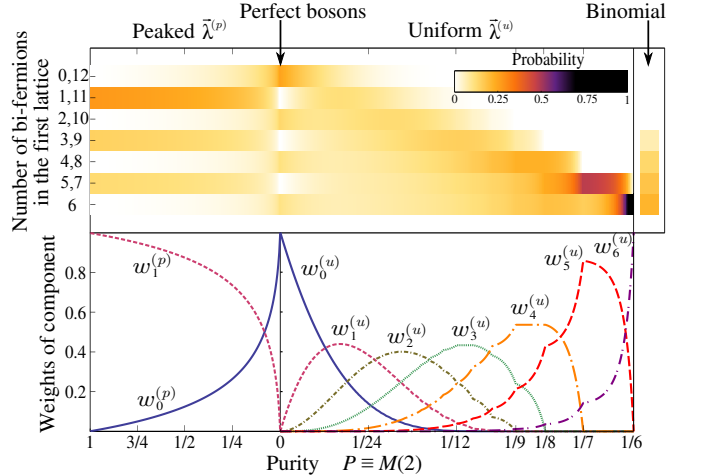 Peaked λ⃗^(p) Perfect bosons Uniform λ⃗^(u) Binomial
Number of bi-fermions
in the first lattice
0,12
1,11
2,10
3,9
4,8
5,7
6
Probability
0 0.25 0.5 0.75 1
Weights of component
0.8
0.6
0.4
0.2
w_1^(p)
w_0^(p)
w_0^(u)
w_1^(u)
w_2^(u)
w_3^(u)
w_4^(u)
w_5^(u)
w_6^(u)
1 3/4 1/2 1/4 0 1/24 1/12 1/9 1/8 1/7 1/6
Purity P ≡ M(2)